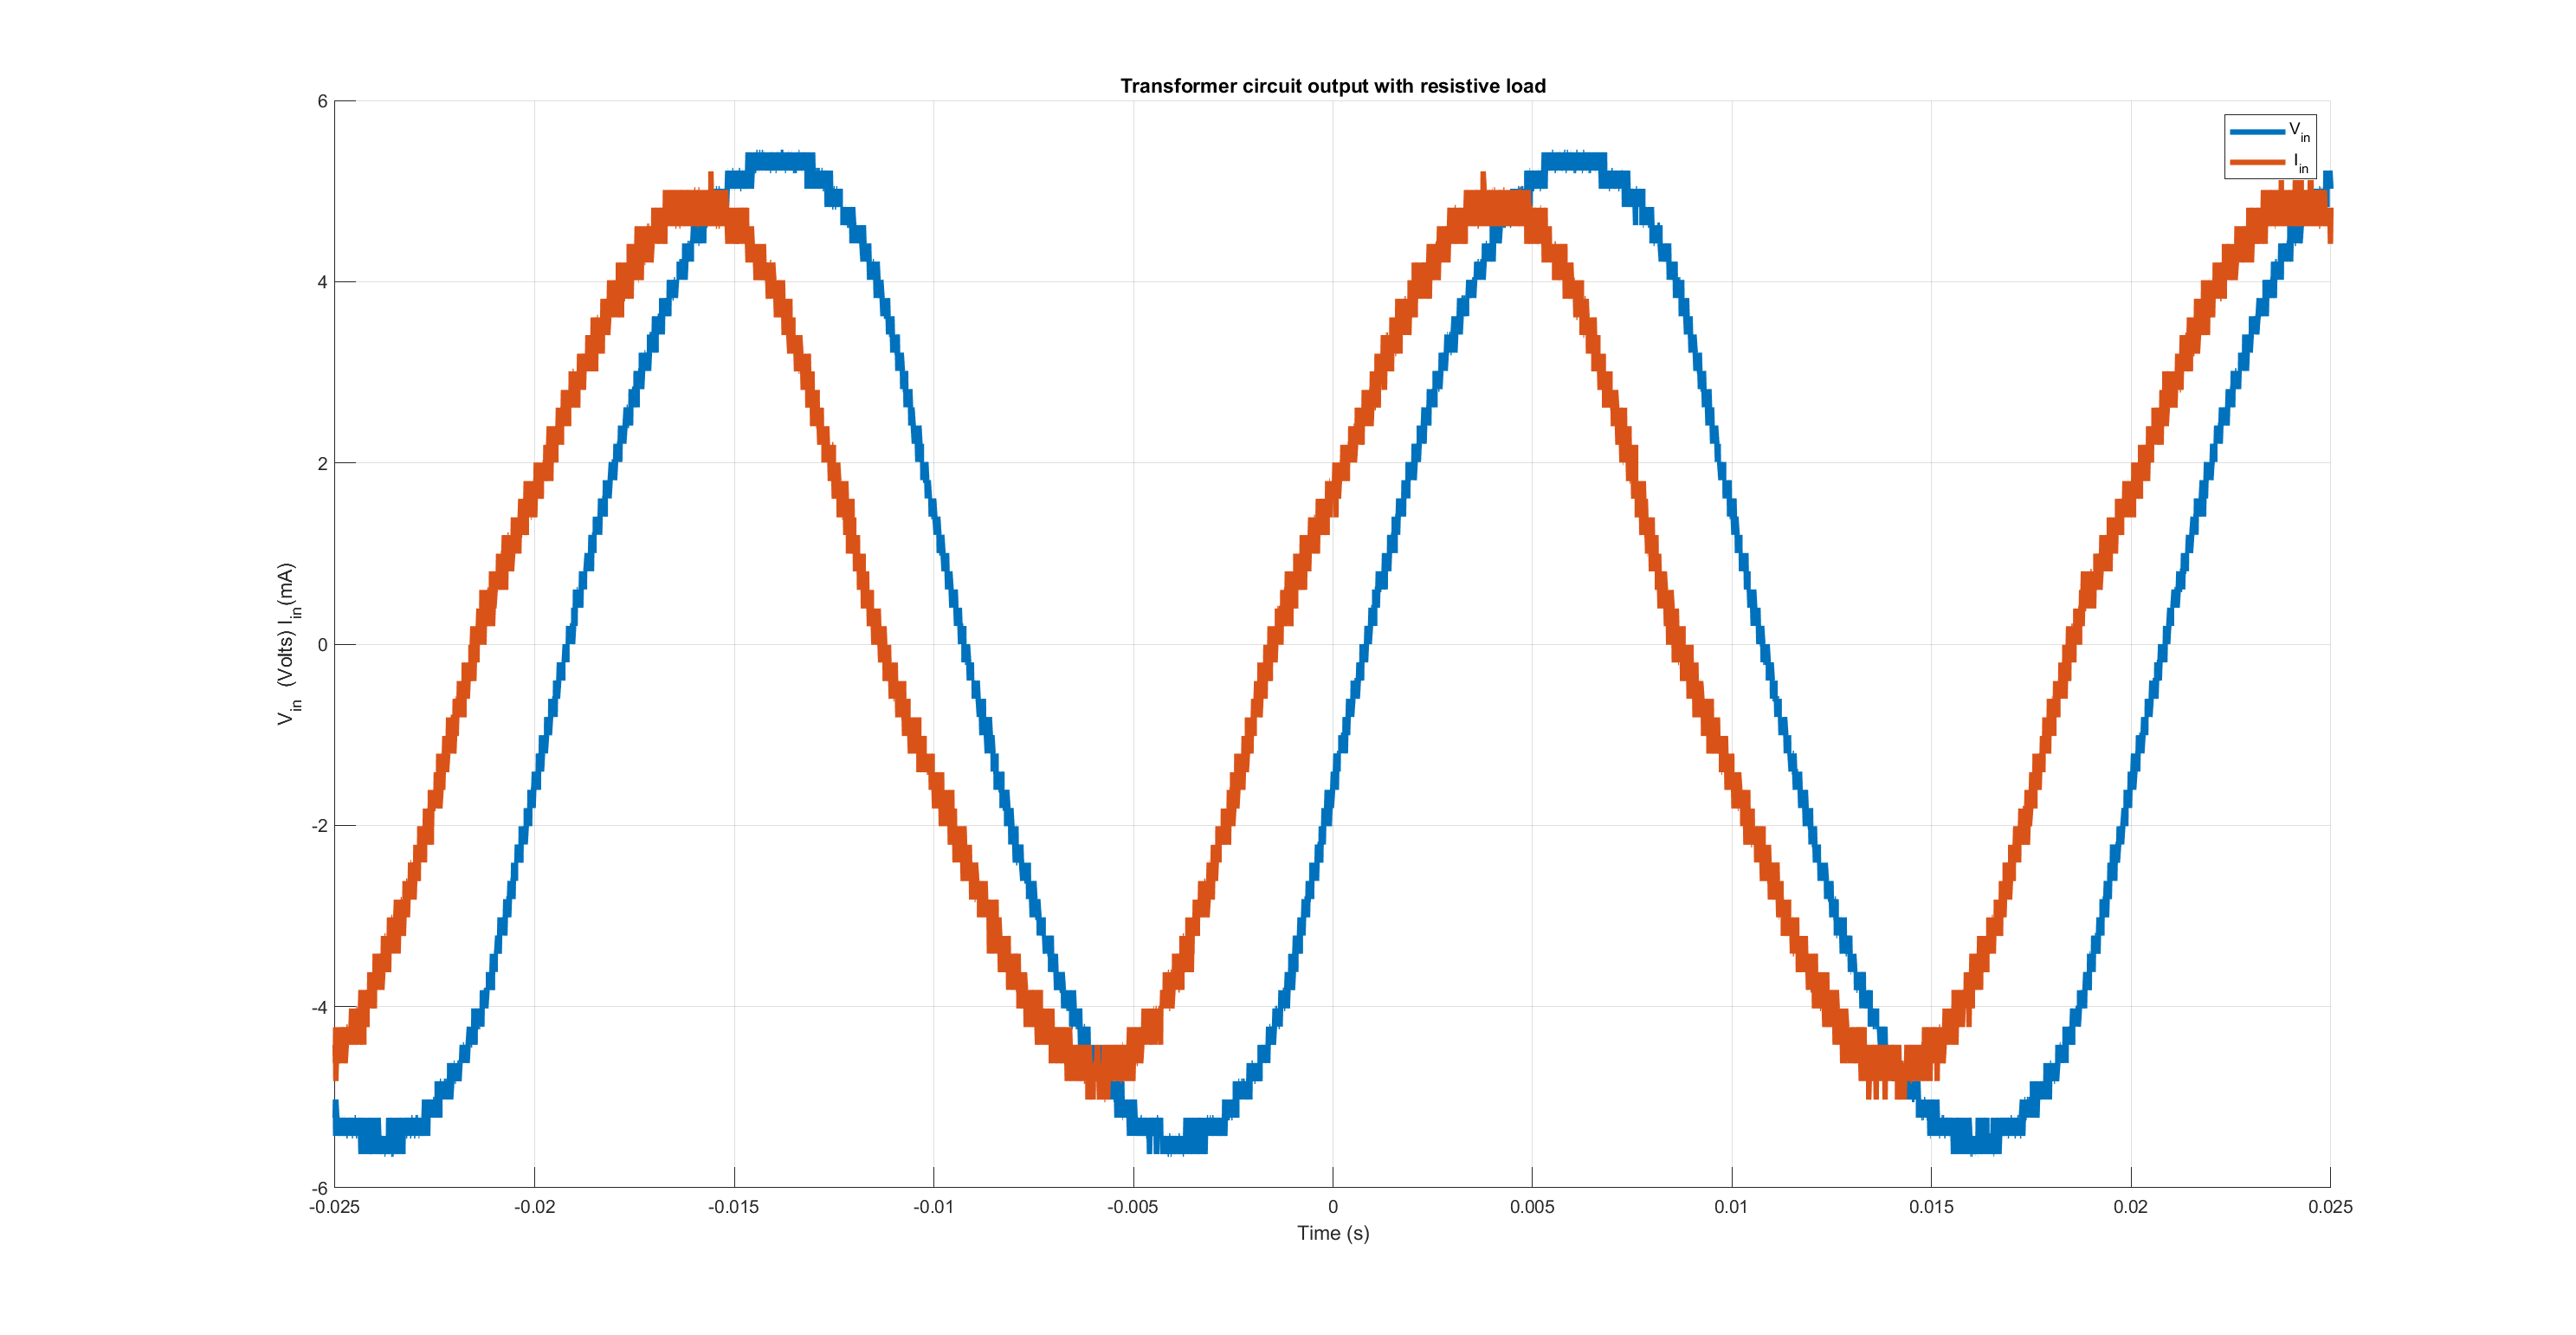 Transformer circuit output with resistive load
V_in
I_in
6
4
2
0
-2
-4
-6
V_in (Volts) I_in (mA)
-0.025 -0.02 -0.015 -0.01 -0.005 0 0.005 0.01 0.015 0.02 0.025
Time (s)